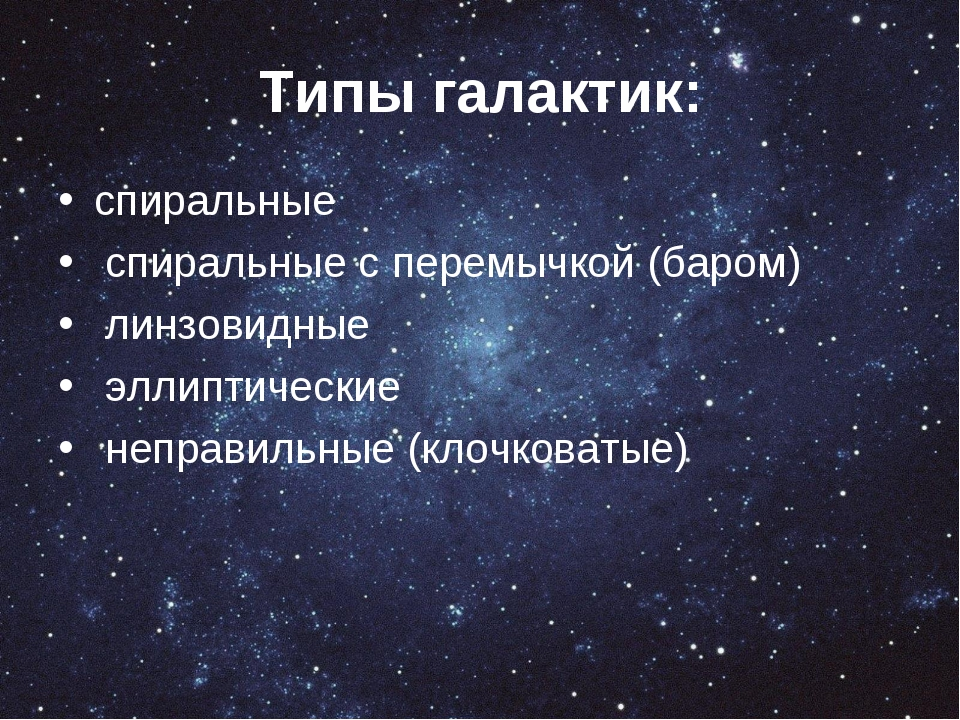 Типы галактик:
• спиральные
• спиральные с перемычкой (баром)
• линзовидные
• эллиптические
• неправильные (клочковатые)